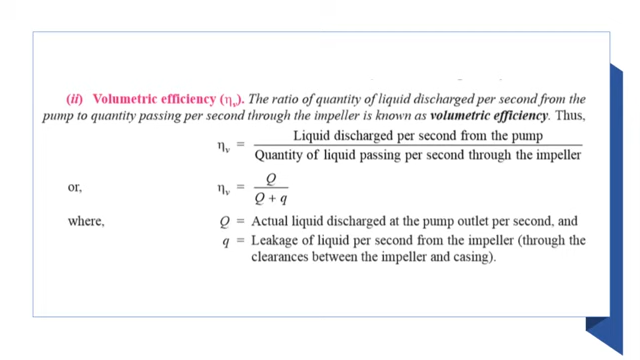 (ii) Volumetric efficiency (ηv). The ratio of quantity of liquid discharged per second from the
pump to quantity passing per second through the impeller is known as volumetric efficiency. Thus,
ηv = Liquid discharged per second from the pump / Quantity of liquid passing per second through the impeller
or, ηv = Q / Q + q
where, Q = Actual liquid discharged at the pump outlet per second, and
q = Leakage of liquid per second from the impeller (through the
clearances between the impeller and casing).